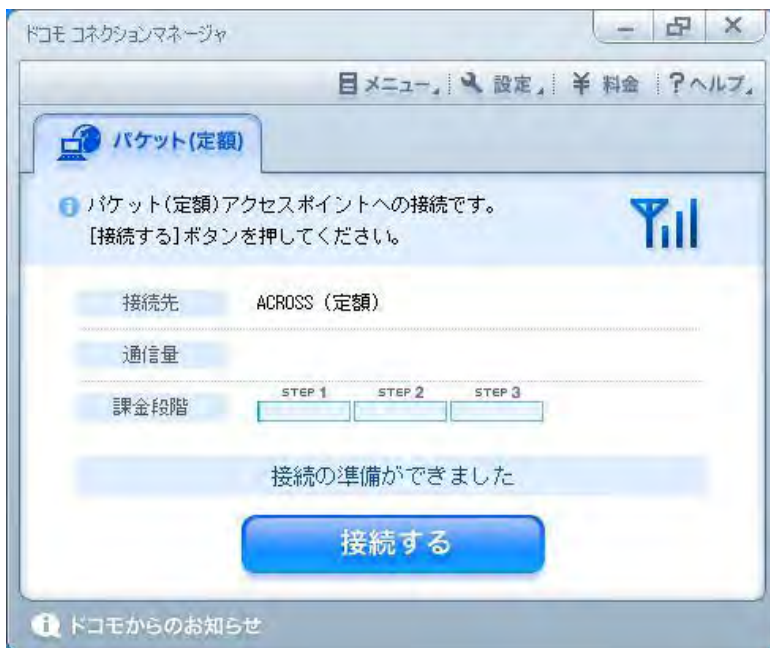 ドコモ コネクションマネージャ
メニュー 設定 ¥ 料金 ? ヘルプ
パケット(定額)
パケット(定額)アクセスポイントへの接続です。
[接続する]ボタンを押してください。
接続先 ACROSS (定額)
通信量
STEP 1 STEP 2 STEP 3
課金段階
接続の準備ができました
接続する
ドコモからのお知らせ